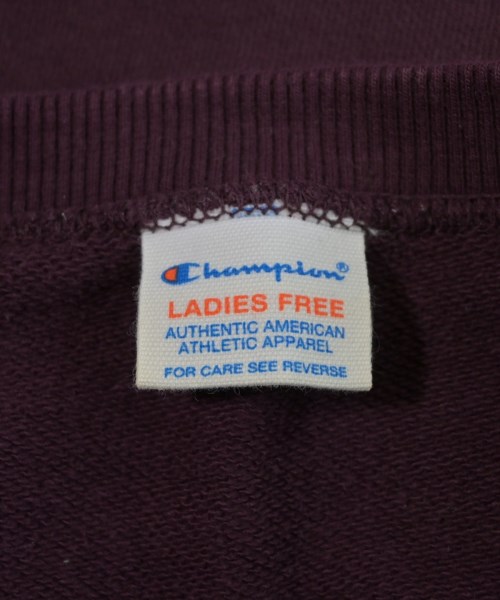 Champion®
LADIES FREE
AUTHENTIC AMERICAN
ATHLETIC APPAREL
FOR CARE SEE REVERSE